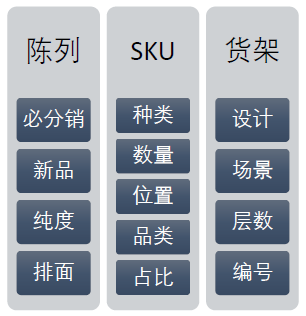 陈列
必分销
新品
纯度
排面
SKU
种类
数量
位置
品类
占比
货架
设计
场景
层数
编号